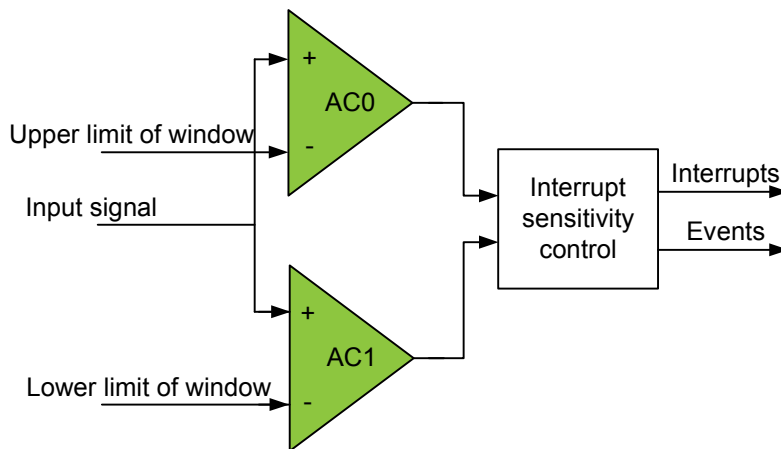 +
AC0
Upper limit of window
-
Input signal
Interrupt
sensitivity
control
Interrupts
Events
+
AC1
Lower limit of window
-